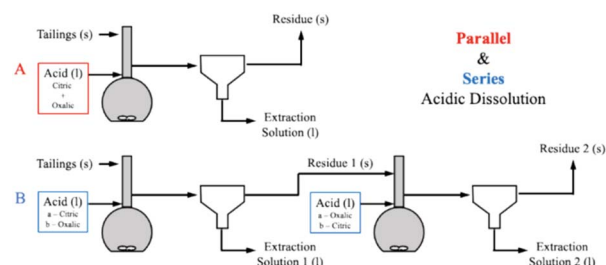 Residue (s)
Tailings (s)
Parallel
&
Series
Acidic Dissolution
A
Acid (l)
Citric
+
Oxalic
Extraction
Solution (l)
Residue 2 (s)
Tailings (s)
Residue 1 (s)
B
Acid (l)
a – Citric
b – Oxalic
Acid (l)
a – Oxalic
b – Citric
Extraction
Solution 1 (l)
Extraction
Solution 2 (l)